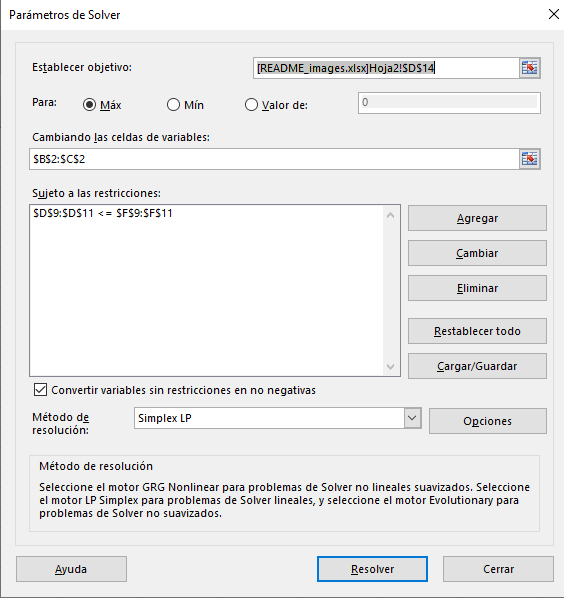 Parámetros de Solver
Establecer objetivo:
[README_images.xlsx]Hoja2!$D$14
Para:
Máx
Mín
Valor de:
0
Cambiando las celdas de variables:
$B$2:$C$2
Sujeto a las restricciones:
$D$9:$D$11 <= $F$9:$F$11
Agregar
Cambiar
Eliminar
Restablecer todo
Cargar/Guardar
Convertir variables sin restricciones en no negativas
Método de
resolución:
Simplex LP
Opciones
Método de resolución
Seleccione el motor GRG Nonlinear para problemas de Solver no lineales suavizados. Seleccione
el motor LP Simplex para problemas de Solver lineales, y seleccione el motor Evolutionary para
problemas de Solver no suavizados.
Ayuda
Resolver
Cerrar